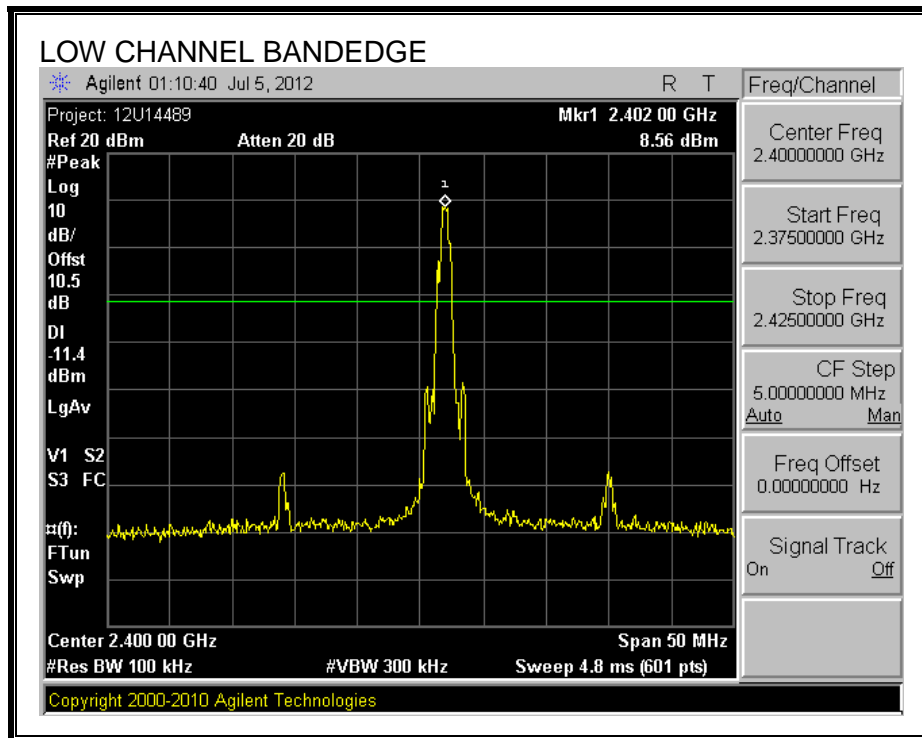 LOW CHANNEL BANDEDGE
Agilent 01:10:40 Jul 5, 2012 R T
Freq/Channel
Project: 12U14489 Mkr1 2.402 00 GHz
Ref 20 dBm Atten 20 dB 8.56 dBm
#Peak
Log
10
dB/
Offst
10.5
dB
DI
-11.4
dBm
LgAv
V1 S2
S3 FC
¤(f):
FTun
Swp
1
Center 2.400 00 GHz Span 50 MHz
#Res BW 100 kHz #VBW 300 kHz Sweep 4.8 ms (601 pts)
Center Freq
2.40000000 GHz
Start Freq
2.37500000 GHz
Stop Freq
2.42500000 GHz
CF Step
5.00000000 MHz
Auto Man
Freq Offset
0.00000000 Hz
Signal Track
On Off
Copyright 2000-2010 Agilent Technologies